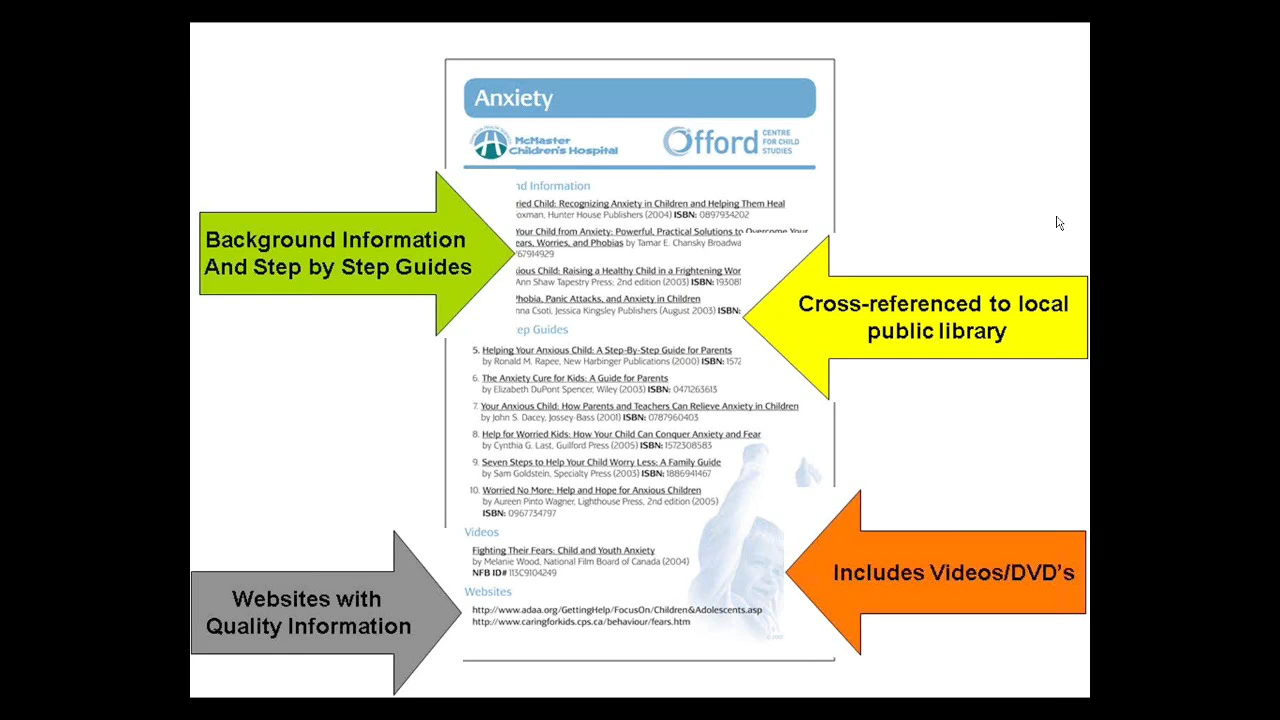 Anxiety
McMaster
Children's Hospital
Offord
CENTRE
FOR CHILD
STUDIES
nd Information
ried Child: Recognizing Anxiety in Children and Helping Them Heal
oxman, Hunter House Publishers (2004) ISBN: 0897934202
Your Child from Anxiety: Powerful, Practical Solutions to Overcome Your
ears, Worries, and Phobias by Tamar E. Chansky Broadwa
67914929
ious Child: Raising a Healthy Child in a Frightening Wor
Ann Shaw Tapestry Press; 2nd edition (2003) ISBN: 19308
Phobia, Panic Attacks, and Anxiety in Children
nna Csoti, Jessica Kingsley Publishers (August 2003) ISBN:
ep Guides
5. Helping Your Anxious Child: A Step-By-Step Guide for Parents
by Ronald M. Rapee, New Harbinger Publications (2000) ISBN: 1572
6. The Anxiety Cure for Kids: A Guide for Parents
by Elizabeth DuPont Spencer, Wiley (2003) ISBN: 0471263613
7. Your Anxious Child: How Parents and Teachers Can Relieve Anxiety in Children
by John S. Dacey, Jossey-Bass (2001) ISBN: 0787960403
8. Help for Worried Kids: How Your Child Can Conquer Anxiety and Fear
by Cynthia G. Last, Guilford Press (2005) ISBN: 1572308583
9. Seven Steps to Help Your Child Worry Less: A Family Guide
by Sam Goldstein, Specialty Press (2003) ISBN: 1886941467
10. Worried No More: Help and Hope for Anxious Children
by Aureen Pinto Wagner, Lighthouse Press, 2nd edition (2005)
ISBN: 0967734797
Videos
Fighting Their Fears: Child and Youth Anxiety
by Melanie Wood, National Film Board of Canada (2004)
NFB ID# 113C9104249
Websites
http://www.adaa.org/GettingHelp/FocusOn/Children&Adolescents.asp
http://www.caringforkids.cps.ca/behaviour/fears.htm
Background Information
And Step by Step Guides
Cross-referenced to local
public library
Includes Videos/DVD's
Websites with
Quality Information